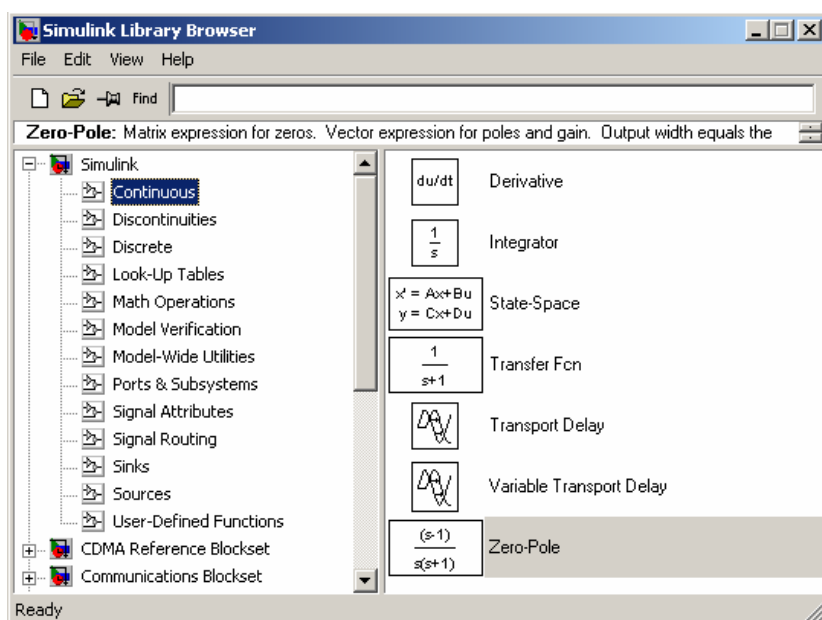 Simulink Library Browser
File Edit View Help
Find
Zero-Pole: Matrix expression for zeros. Vector expression for poles and gain. Output width equals the
Simulink
Continuous
Discontinuities
Discrete
Look-Up Tables
Math Operations
Model Verification
Model-Wide Utilities
Ports & Subsystems
Signal Attributes
Signal Routing
Sinks
Sources
User-Defined Functions
CDMA Reference Blockset
Communications Blockset
du/dt Derivative
1
s
Integrator
x' = Ax+Bu
y = Cx+Du
State-Space
1
s+1
Transfer Fcn
Transport Delay
Variable Transport Delay
(s-1)
s(s+1)
Zero-Pole
Ready